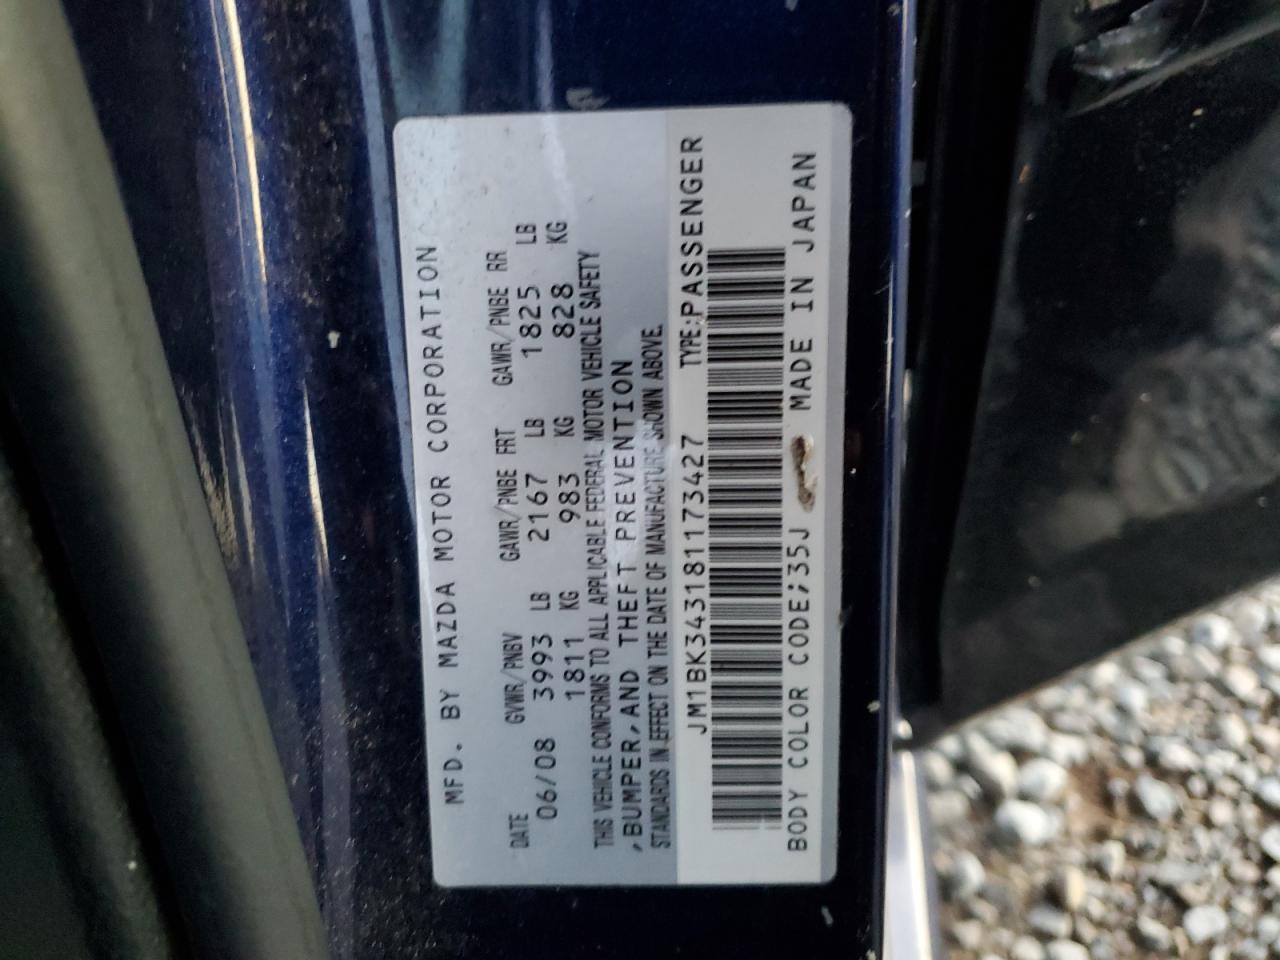 MFD. BY MAZDA MOTOR CORPORATION
DATE GVWR/PNBV GAWR/PNBE FRT GAWR/PNBE RR
06/08 3993 LB 2167 LB 1825 LB
1811 KG 983 KG 828 KG
THIS VEHICLE CONFORMS TO ALL APPLICABLE FEDERAL MOTOR VEHICLE SAFETY
,BUMPER,AND THEFT PREVENTION
STANDARDS IN EFFECT ON THE DATE OF MANUFACTURE SHOWN ABOVE.
JM1BK343181173427 TYPE:PASSENGER
BODY COLOR CODE;35J MADE IN JAPAN